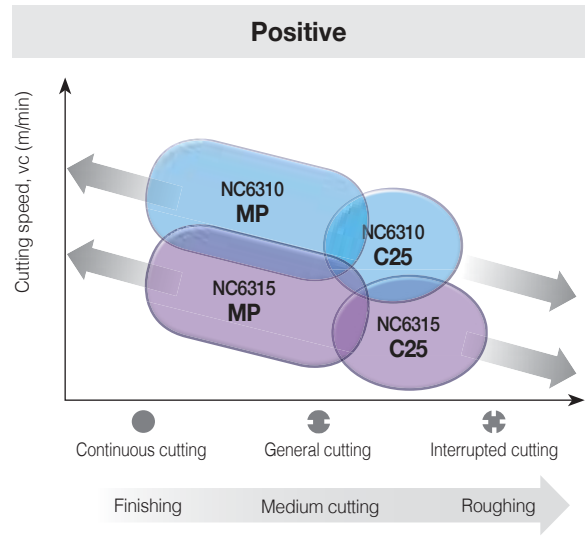 Positive
Cutting speed, vc (m/min)
NC6310
MP
NC6310
C25
NC6315
MP
NC6315
C25
Continuous cutting
General cutting
Interrupted cutting
Finishing
Medium cutting
Roughing